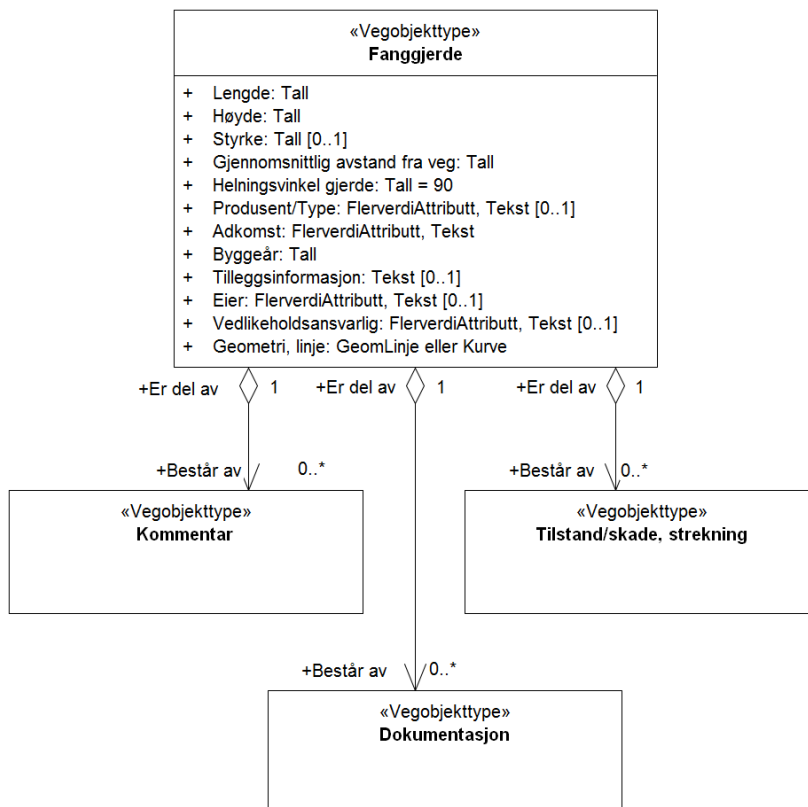 «Vegobjekttype»
Fanggjerde
+ Lengde: Tall
+ Høyde: Tall
+ Styrke: Tall [0..1]
+ Gjennomsnittlig avstand fra veg: Tall
+ Helningsvinkel gjerde: Tall = 90
+ Produsent/Type: FlerverdiAttributt, Tekst [0..1]
+ Adkomst: FlerverdiAttributt, Tekst
+ Byggeår: Tall
+ Tilleggsinformasjon: Tekst [0..1]
+ Eier: FlerverdiAttributt, Tekst [0..1]
+ Vedlikeholdsansvarlig: FlerverdiAttributt, Tekst [0..1]
+ Geometri, linje: GeomLinje eller Kurve
+Er del av 1 +Er del av 1 +Er del av 1
+Består av 0..* +Består av 0..*
«Vegobjekttype»
Kommentar
«Vegobjekttype»
Tilstand/skade, strekning
+Består av 0..*
«Vegobjekttype»
Dokumentasjon